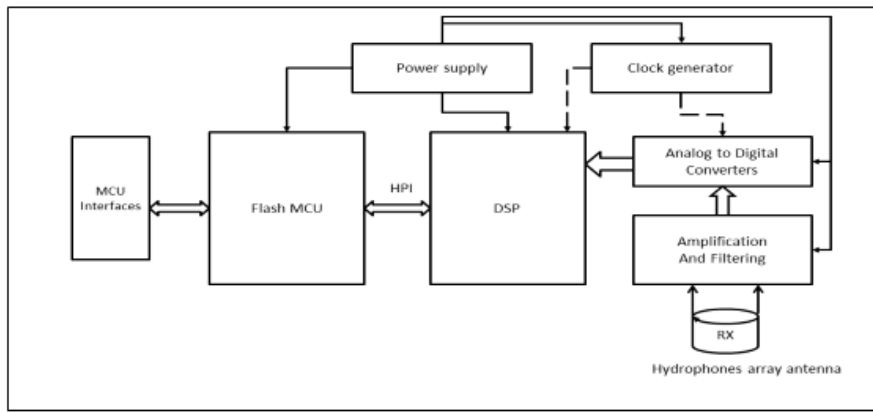 Power supply
Clock generator
MCU
Interfaces
Flash MCU
HPI
DSP
Analog to Digital
Converters
Amplification
And Filtering
RX
Hydrophones array antenna